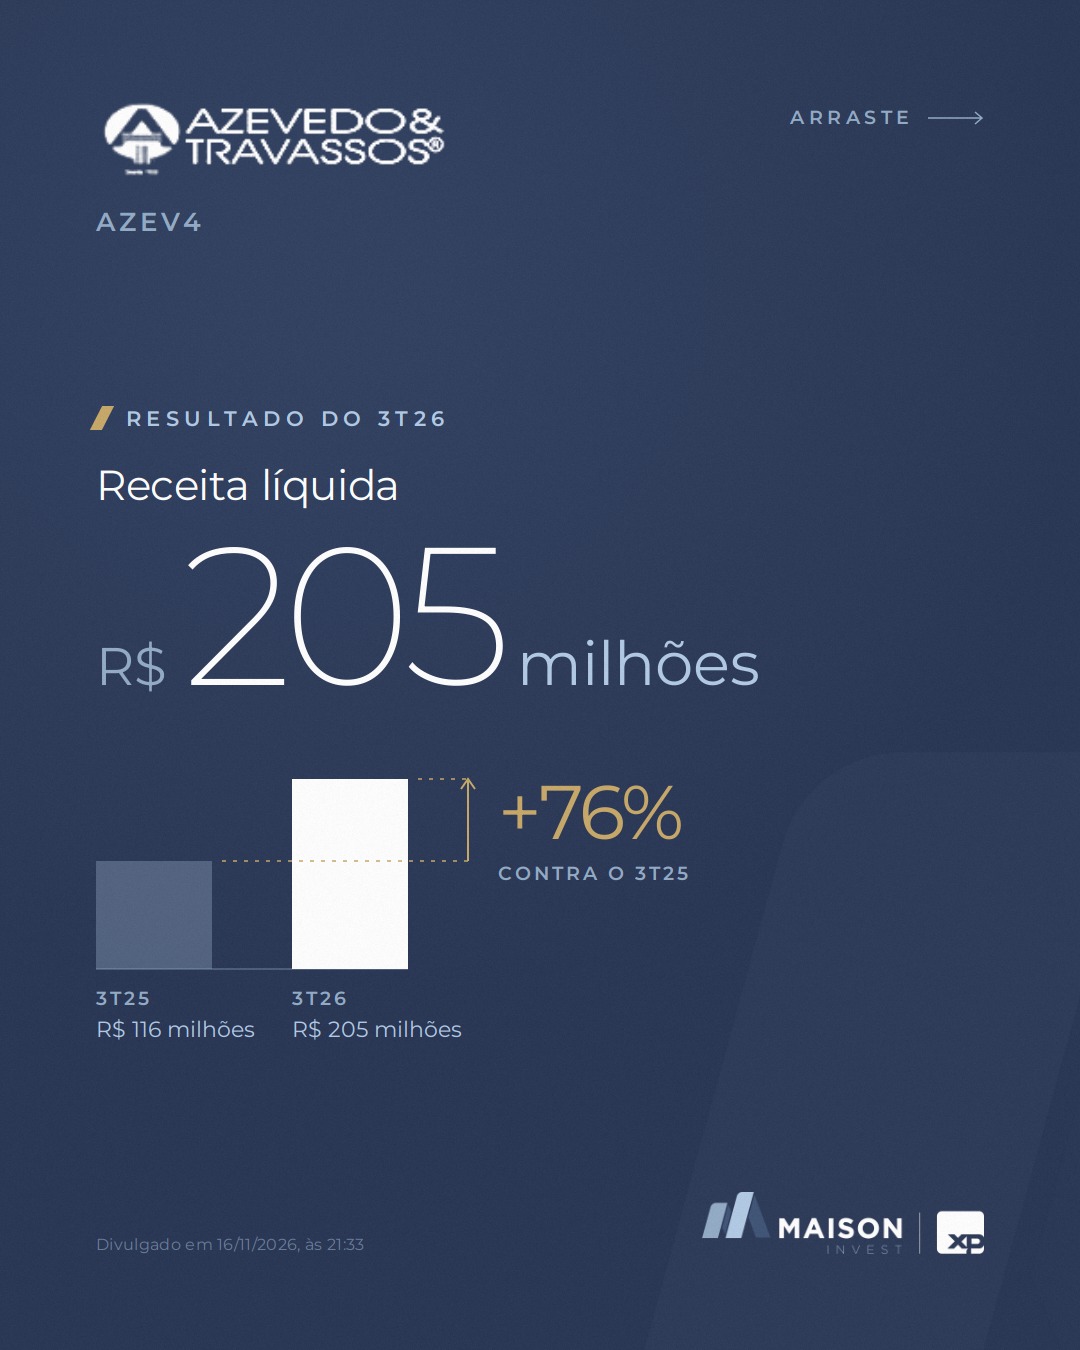 AZEVEDO&
TRAVASSOS®
ARRASTE
AZEV4
RESULTADO DO 3T26
Receita líquida
R$ 205 milhões
+76%
CONTRA O 3T25
3T25
R$ 116 milhões
3T26
R$ 205 milhões
Divulgado em 16/11/2026, às 21:33
MAISON
INVEST
xp